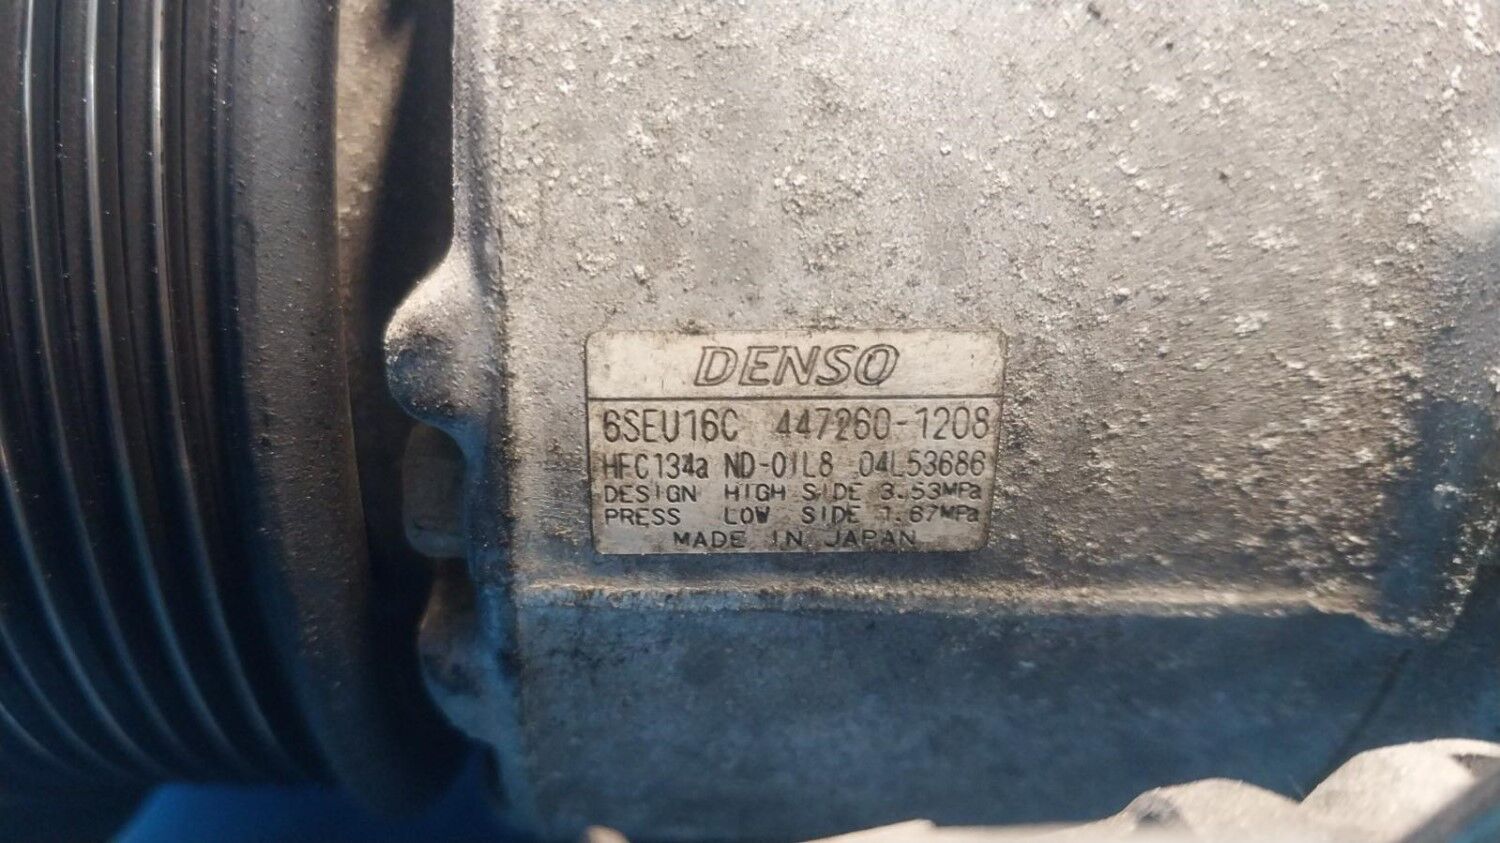 DENSO
6SEU16C 447260-1208
HFC134a ND-OIL8 04L53686
DESIGN HIGH SIDE 3.53MPa
PRESS LOW SIDE 1.67MPa
MADE IN JAPAN